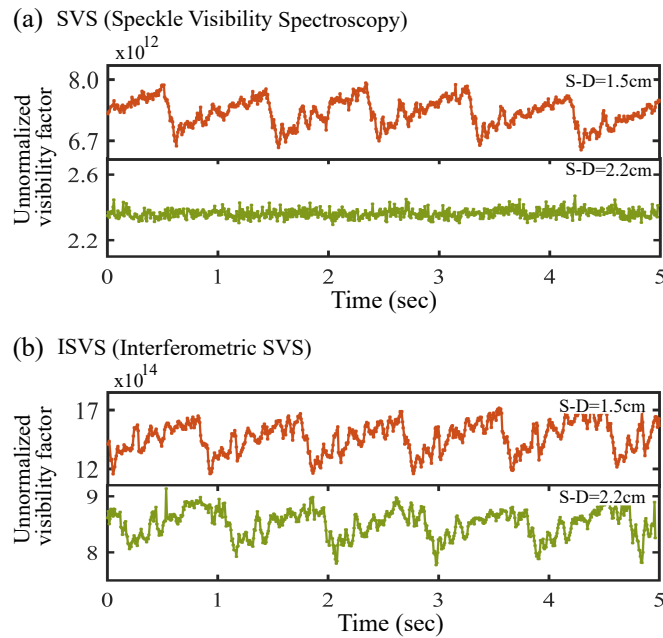 (a) SVS (Speckle Visibility Spectroscopy)
x10^12
S-D=1.5cm
8.0
6.7
S-D=2.2cm
2.6
2.2
Unnormalized
visibility factor
0 1 2 3 4 5
Time (sec)
(b) ISVS (Interferometric SVS)
x10^14
S-D=1.5cm
17
12
S-D=2.2cm
9
8
Unnormalized
visibility factor
0 1 2 3 4 5
Time (sec)